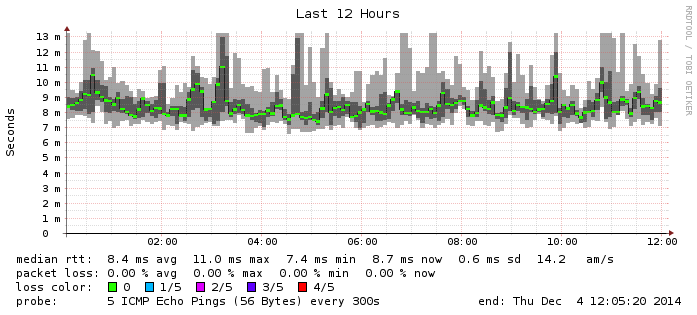 Last 12 Hours
RRDTOOL / TOBI OETIKER
Seconds
13 m
12 m
11 m
10 m
9 m
8 m
7 m
6 m
5 m
4 m
3 m
2 m
1 m
0
02:00 04:00 06:00 08:00 10:00 12:00
median rtt: 8.4 ms avg 11.0 ms max 7.4 ms min 8.7 ms now 0.6 ms sd 14.2 am/s
packet loss: 0.00 % avg 0.00 % max 0.00 % min 0.00 % now
loss color: 0 1/5 2/5 3/5 4/5
probe: 5 ICMP Echo Pings (56 Bytes) every 300s end: Thu Dec 4 12:05:20 2014